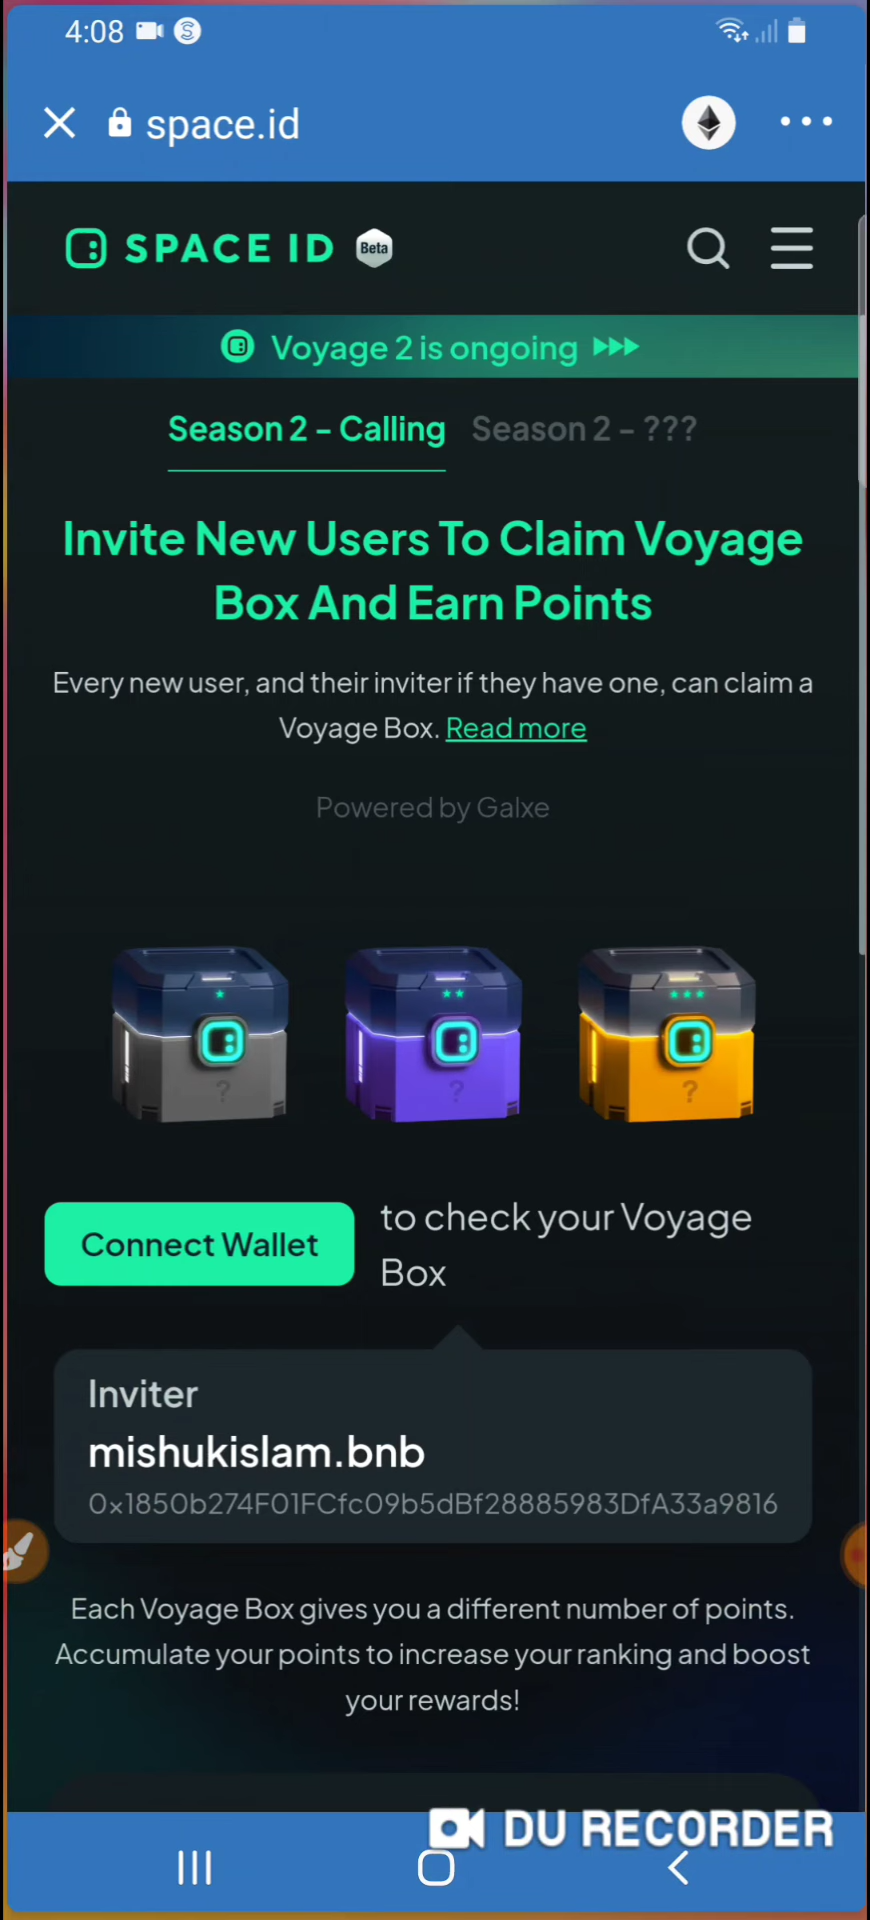 4:08
space.id
SPACE ID Beta
Voyage 2 is ongoing
Season 2 - Calling Season 2 - ???
Invite New Users To Claim Voyage
Box And Earn Points
Every new user, and their inviter if they have one, can claim a
Voyage Box. Read more
Powered by Galxe
? ? ?
Connect Wallet
to check your Voyage
Box
Inviter
mishukislam.bnb
0x1850b274F01FCfc09b5dBf28885983DfA33a9816
Each Voyage Box gives you a different number of points.
Accumulate your points to increase your ranking and boost
your rewards!
DU RECORDER